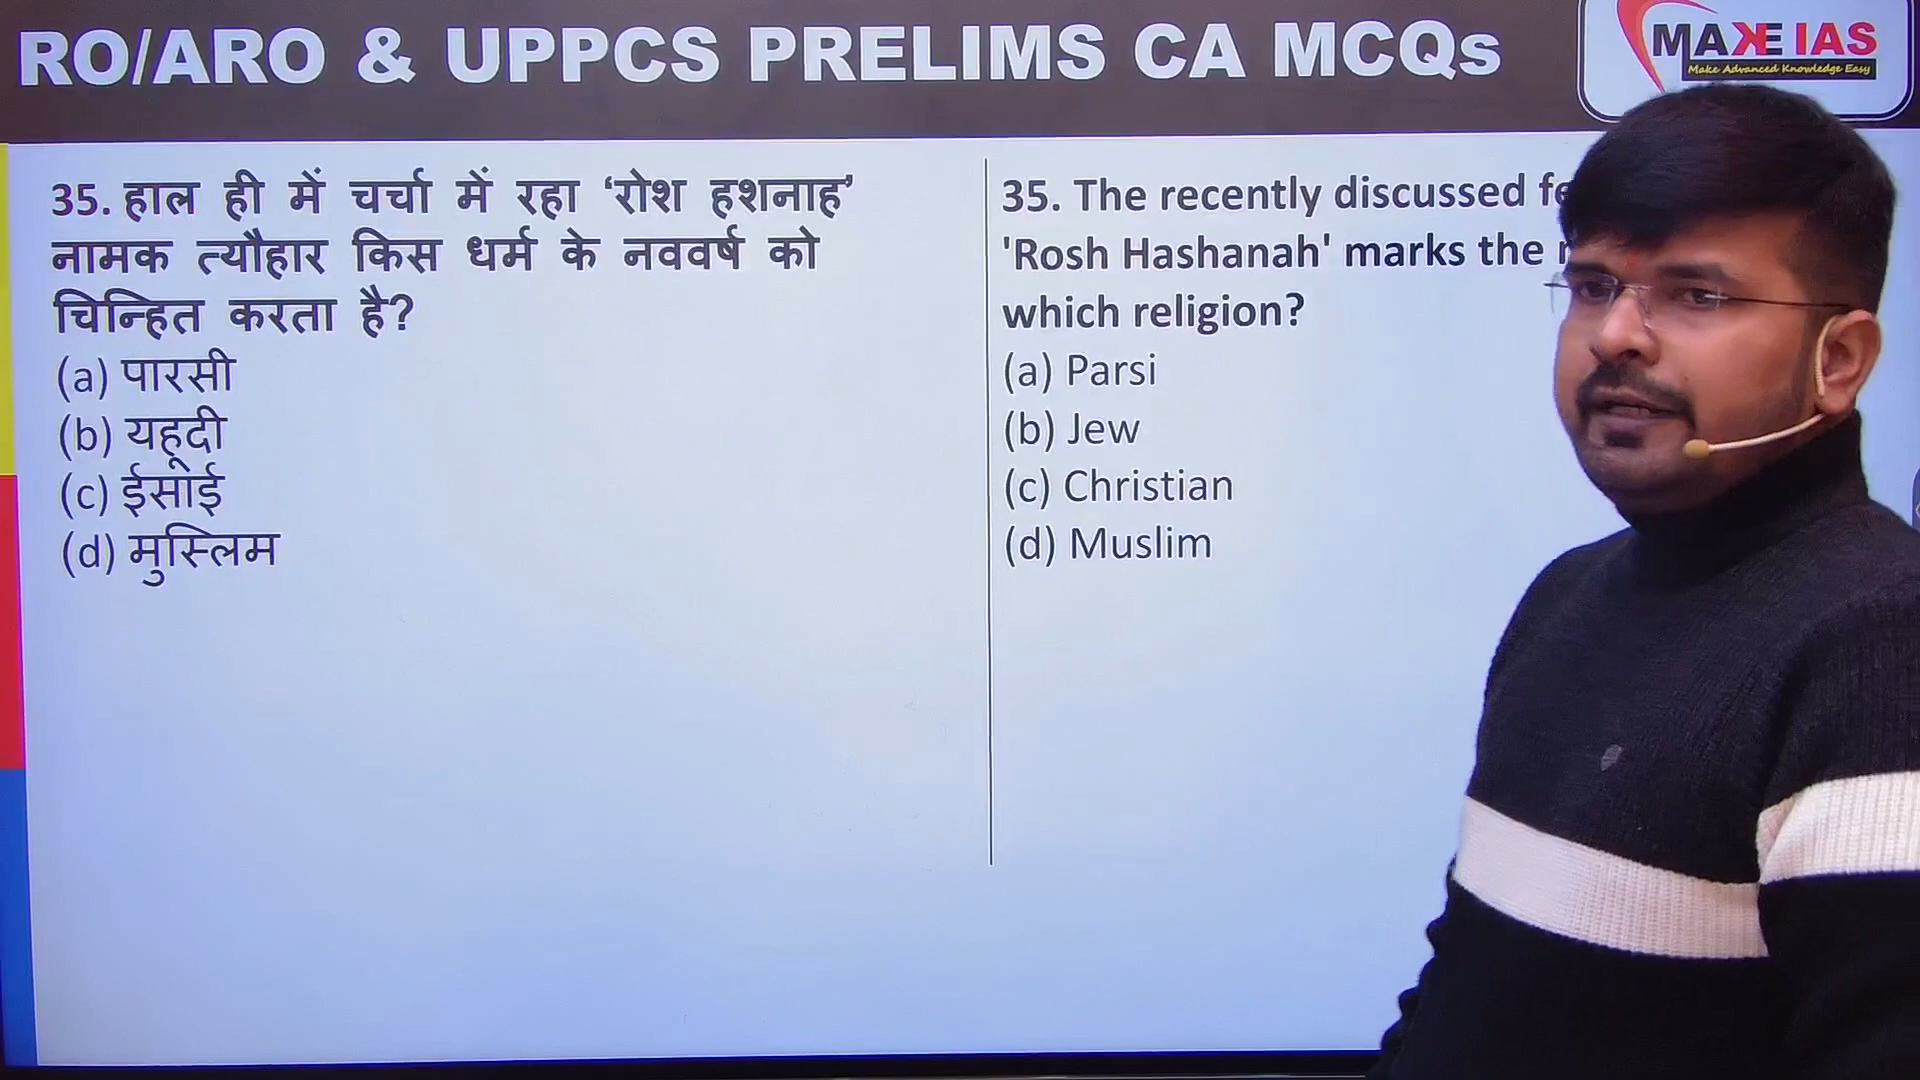 RO/ARO & UPPCS PRELIMS CA MCQs
MAKE IAS
Make Advanced Knowledge Easy
35. हाल ही में चर्चा में रहा ‘रोश हशनाह’
नामक त्यौहार किस धर्म के नववर्ष को
चिन्हित करता है?
(a) पारसी
(b) यहूदी
(c) ईसाई
(d) मुस्लिम
35. The recently discussed
'Rosh Hashanah' marks the
which religion?
(a) Parsi
(b) Jew
(c) Christian
(d) Muslim